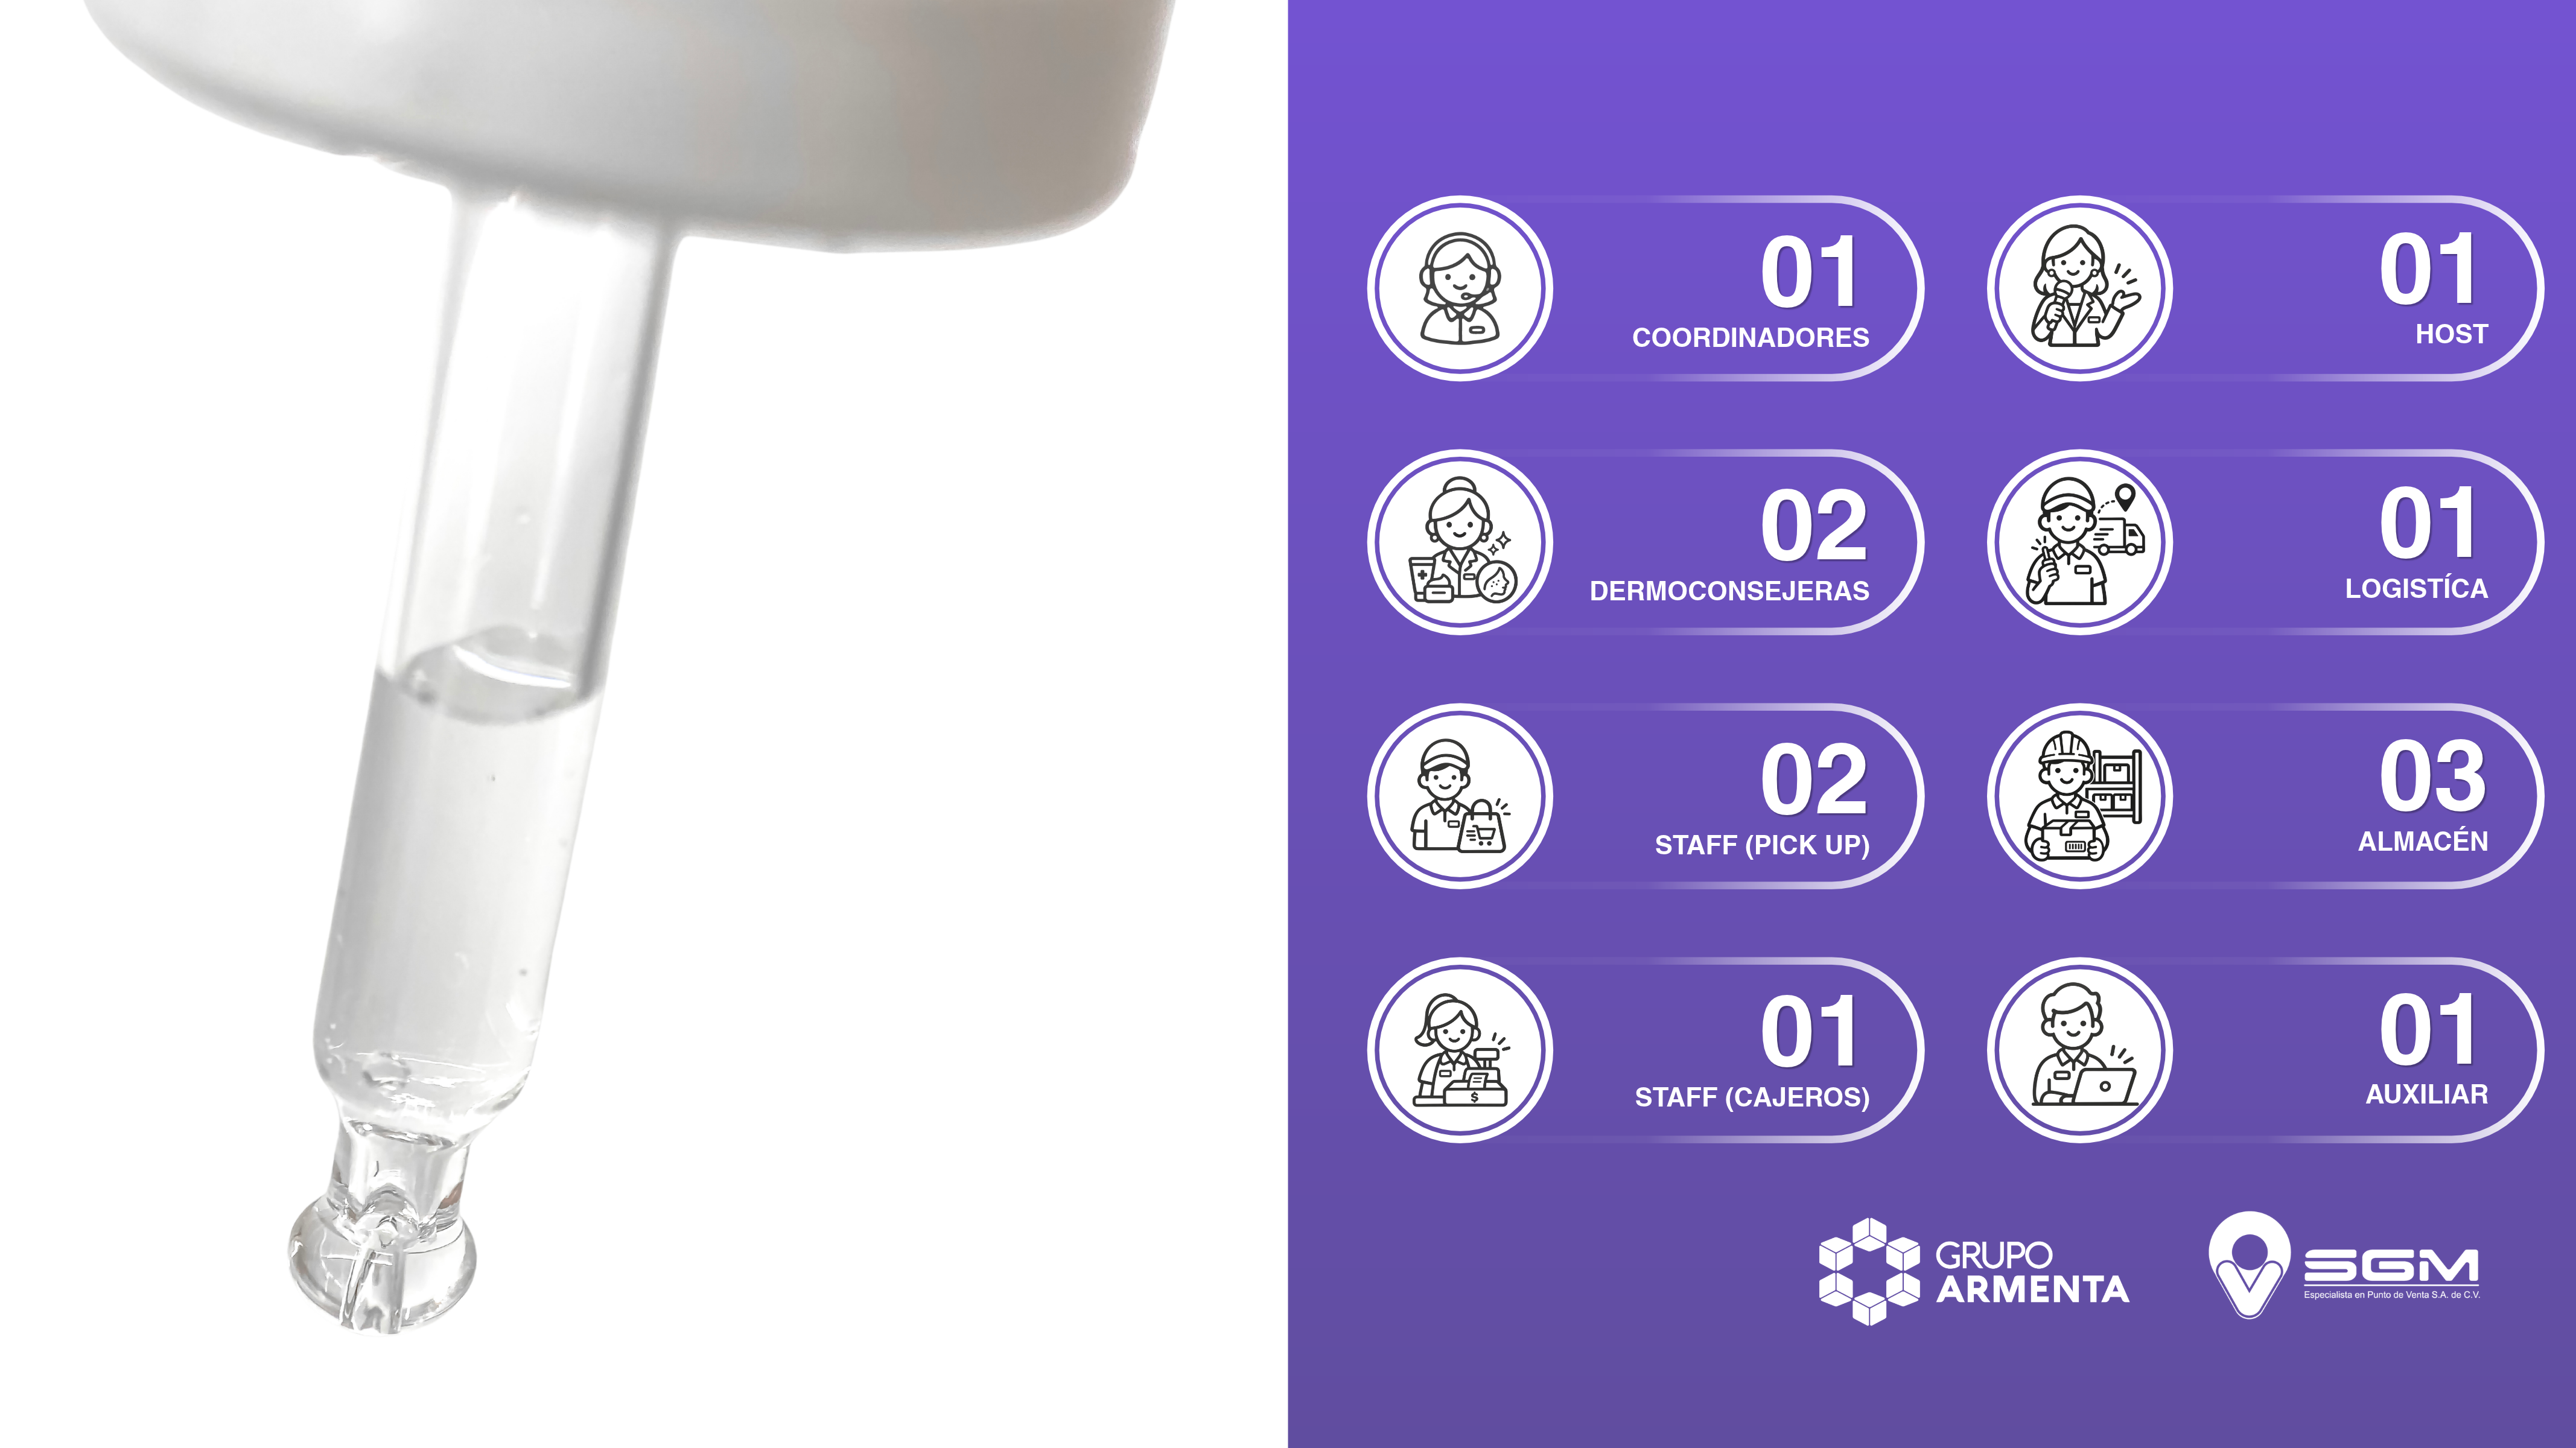 01
COORDINADORES
01
HOST
02
DERMOCONSEJERAS
01
LOGISTÍCA
02
STAFF (PICK UP)
03
ALMACÉN
01
STAFF (CAJEROS)
$
01
AUXILIAR
GRUPO
ARMENTA
SGM
Especialista en Punto de Venta S.A. de C.V.